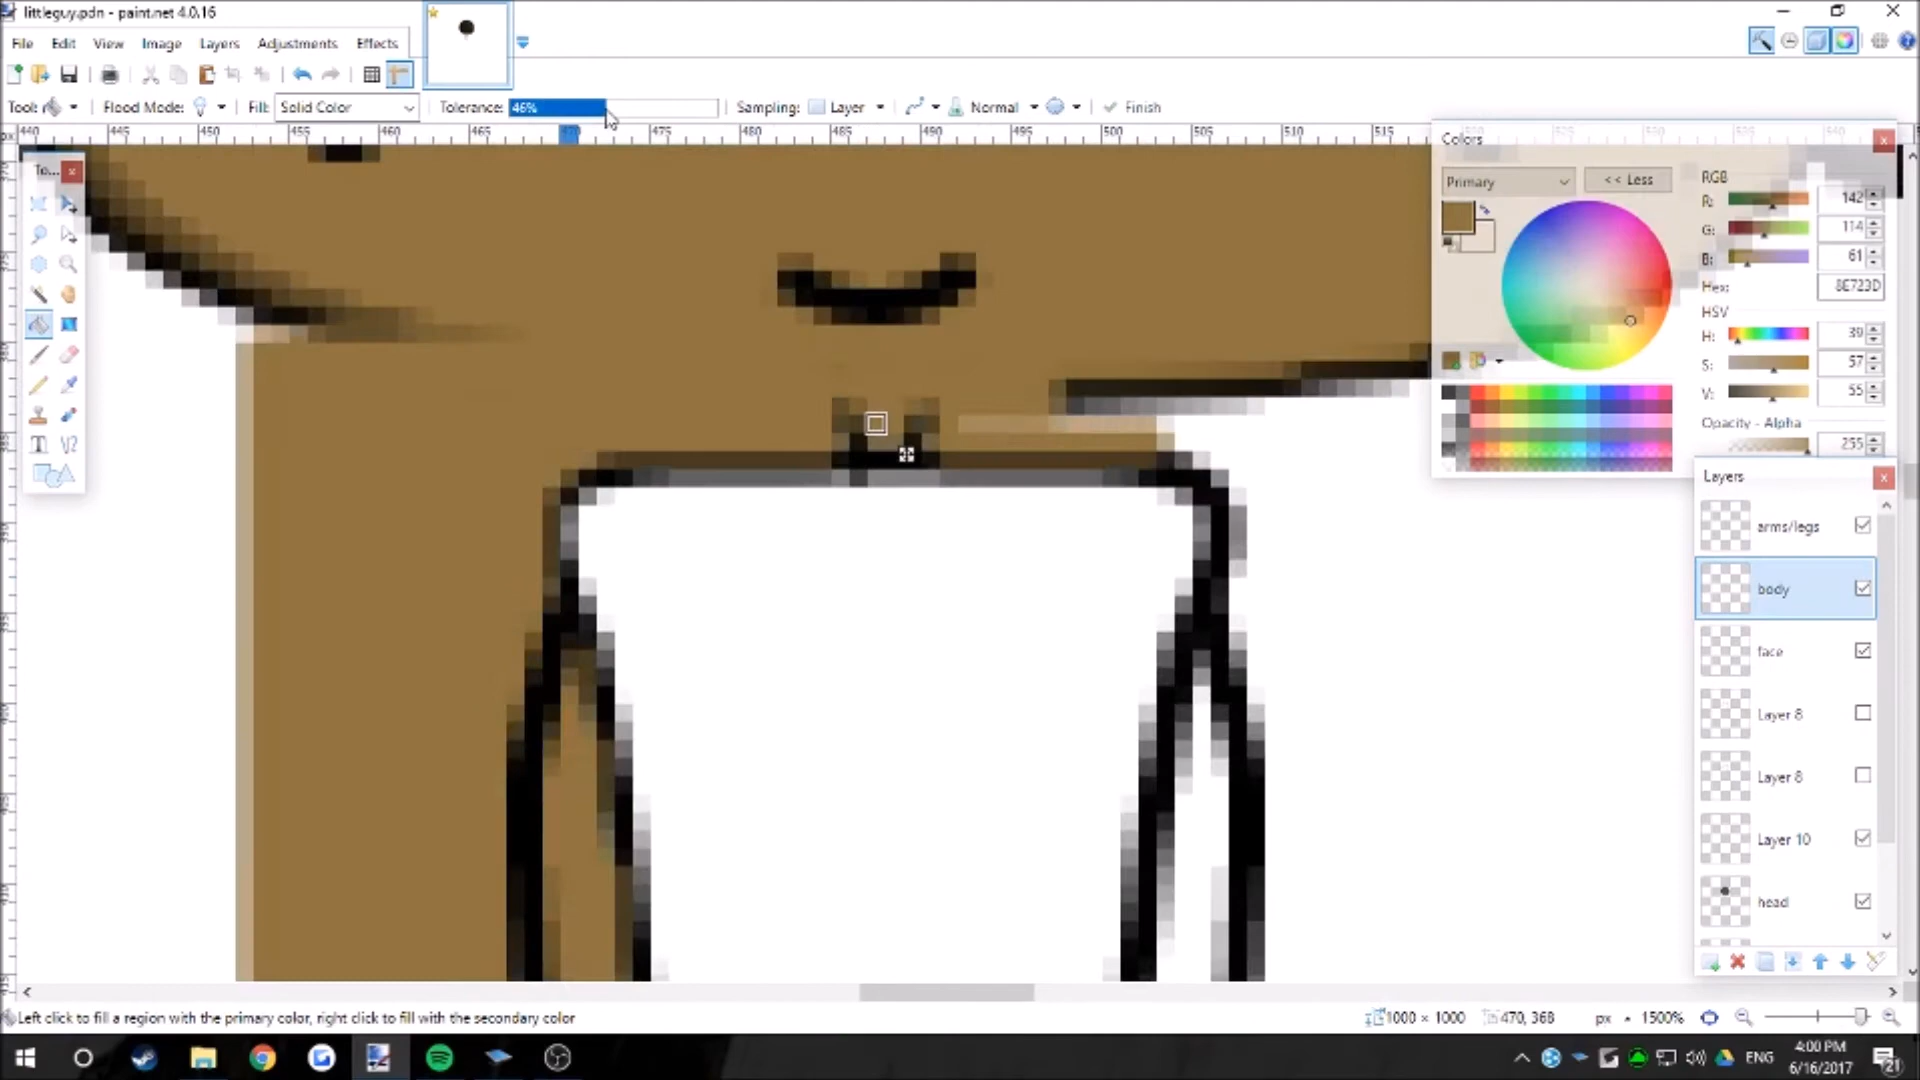 littleguy.pdn - paint.net 4.0.16
File Edit View Image Layers Adjustments Effects
Tool: Flood Mode: Fill: Solid Color Tolerance: 46% Sampling: Layer Normal Finish
px 440 445 450 455 460 465 470 475 480 485 490 495 500 505 510 515
Colors
To...
Primary << Less
RGB
R: 142
G: 114
B: 61
Hex: 8E723D
HSV
H: 39
S: 57
V: 55
Opacity - Alpha
255
Layers
arms/legs
body
face
Layer 8
Layer 8
Layer 10
head
Left click to fill a region with the primary color, right click to fill with the secondary color
1000 × 1000 470, 368 px 1500%
ENG
4:00 PM
6/16/2017
21